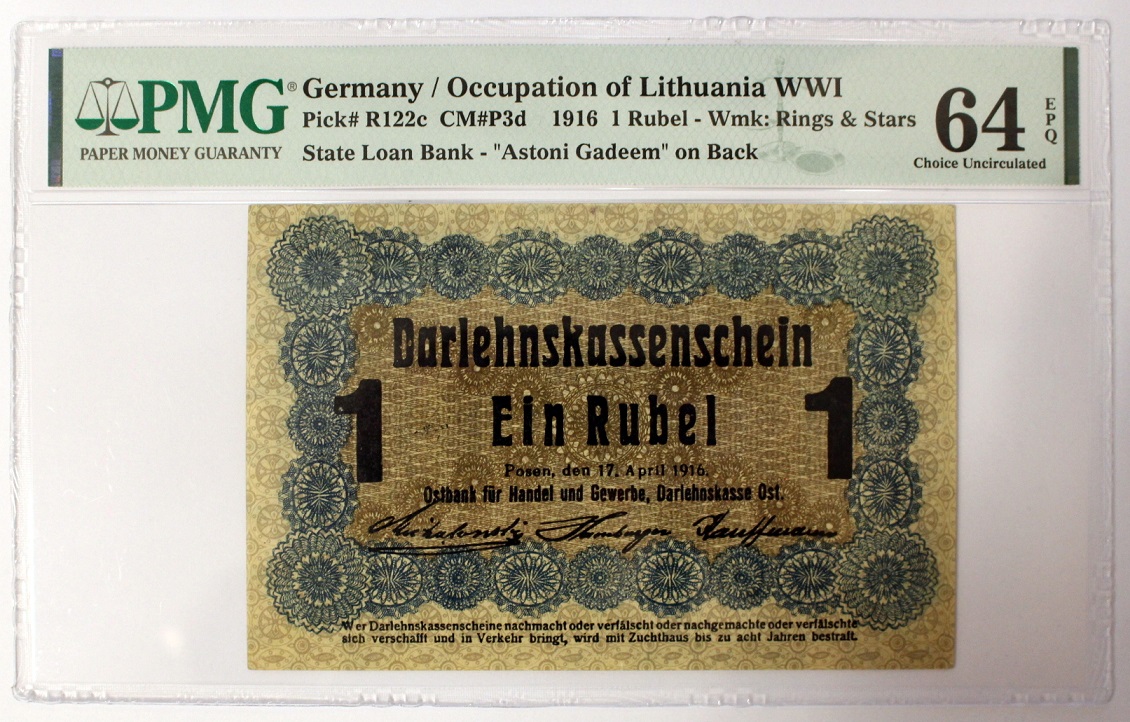 PMG®
PAPER MONEY GUARANTY
Germany / Occupation of Lithuania WWI
Pick# R122c CM#P3d 1916 1 Rubel - Wmk: Rings & Stars
State Loan Bank - "Astoni Gadeem" on Back
64
EPQ
Choice Uncirculated
Darlehnskassenschein
1 Ein Rubel 1
Posen, den 17. April 1916.
Ostbank für Handel und Gewerbe, Darlehnskasse Ost.
Kauffmann
Wer Darlehnskassenscheine nachmacht oder verfälscht oder nachgemachte oder verfälschte
sich verschafft und in Verkehr bringt, wird mit Zuchthaus bis zu acht Jahren bestraft.